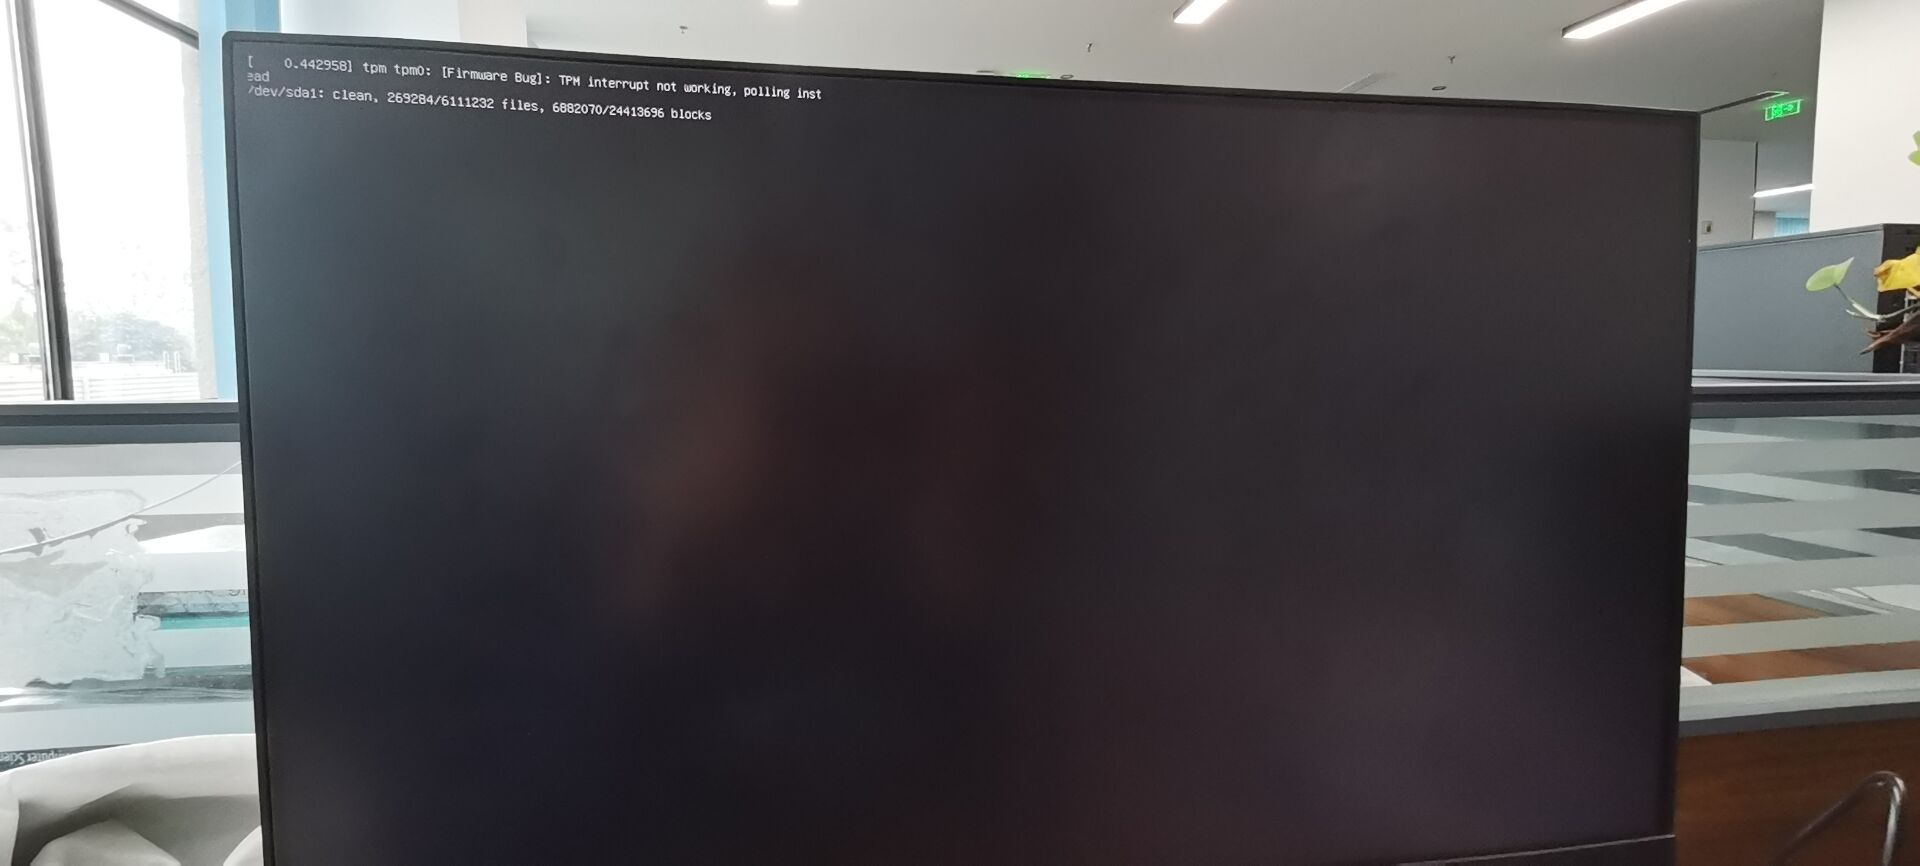 [    0.442958] tpm tpm0: [Firmware Bug]: TPM interrupt not working, polling inst
ead
/dev/sda1: clean, 269284/6111232 files, 6882070/24413696 blocks